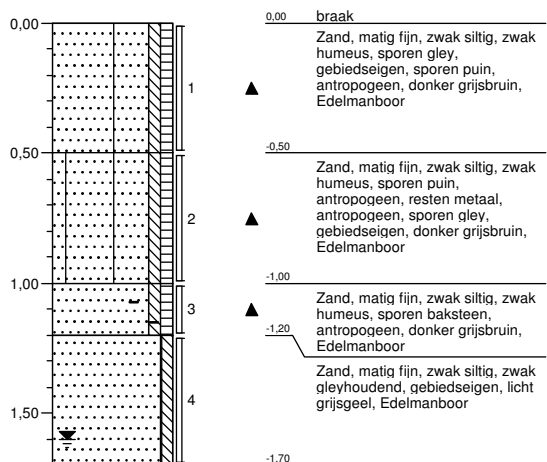 0,00
0,50
1,00
1,50
1
2
3
4
0,00 braak
Zand, matig fijn, zwak siltig, zwak
humeus, sporen gley,
gebiedseigen, sporen puin,
antropogeen, donker grijsbruin,
Edelmanboor
-0,50
Zand, matig fijn, zwak siltig, zwak
humeus, sporen puin,
antropogeen, resten metaal,
antropogeen, sporen gley,
gebiedseigen, donker grijsbruin,
Edelmanboor
-1,00
Zand, matig fijn, zwak siltig, zwak
humeus, sporen baksteen,
antropogeen, donker grijsbruin,
Edelmanboor
-1,20
Zand, matig fijn, zwak siltig, zwak
gleyhoudend, gebiedseigen, licht
grijsgeel, Edelmanboor
-1,70